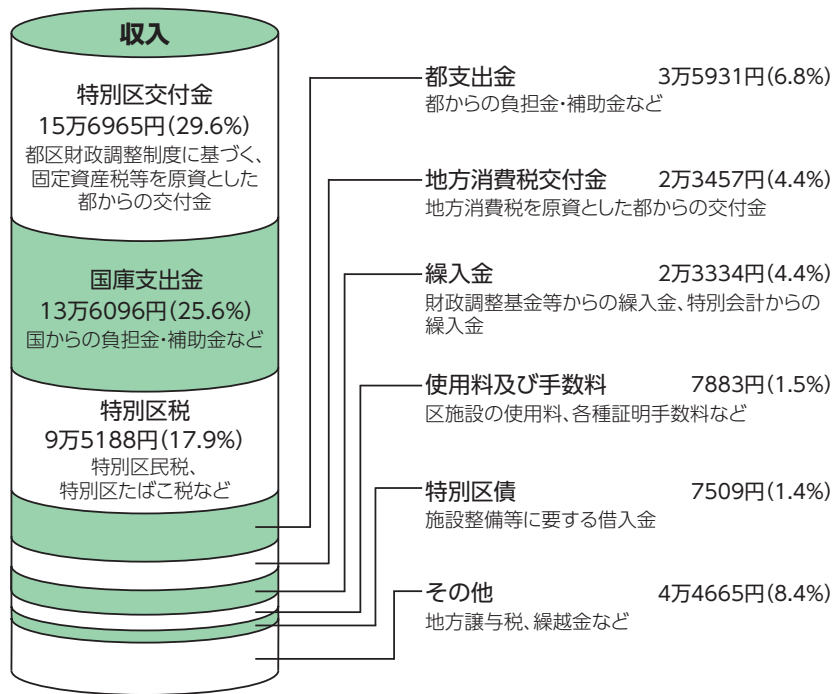 収入
特別区交付金
15万6965円(29.6%)
都区財政調整制度に基づく、
固定資産税等を原資とした
都からの交付金
国庫支出金
13万6096円(25.6%)
国からの負担金・補助金など
特別区税
9万5188円(17.9%)
特別区民税、
特別区たばこ税など
都支出金 3万5931円(6.8%)
都からの負担金・補助金など
地方消費税交付金 2万3457円(4.4%)
地方消費税を原資とした都からの交付金
繰入金 2万3334円(4.4%)
財政調整基金等からの繰入金、特別会計からの
繰入金
使用料及び手数料 7883円(1.5%)
区施設の使用料、各種証明手数料など
特別区債 7509円(1.4%)
施設整備等に要する借入金
その他 4万4665円(8.4%)
地方譲与税、繰越金など